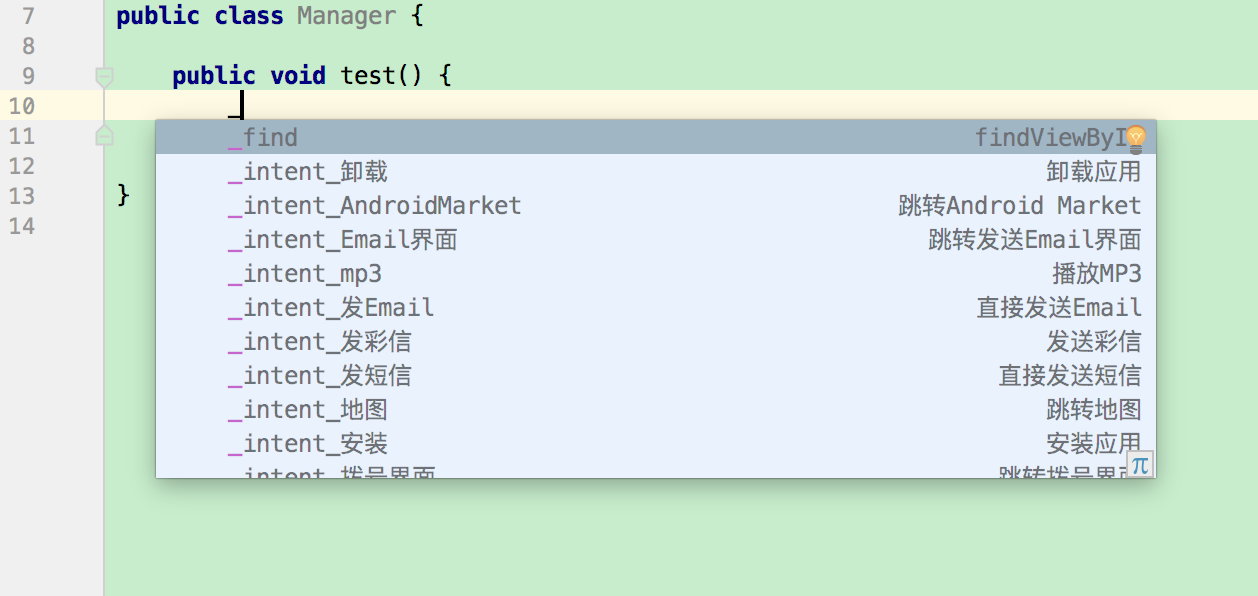 7 public class Manager {
8
9 public void test() {
10 _
11
12
13 }
14
_find findViewByI
_intent_卸载 卸载应用
_intent_AndroidMarket 跳转Android Market
_intent_Email界面 跳转发送Email界面
_intent_mp3 播放MP3
_intent_发Email 直接发送Email
_intent_发彩信 发送彩信
_intent_发短信 直接发送短信
_intent_地图 跳转地图
_intent_安装 安装应用
_intent_拨号界面 跳转拨号界面
π